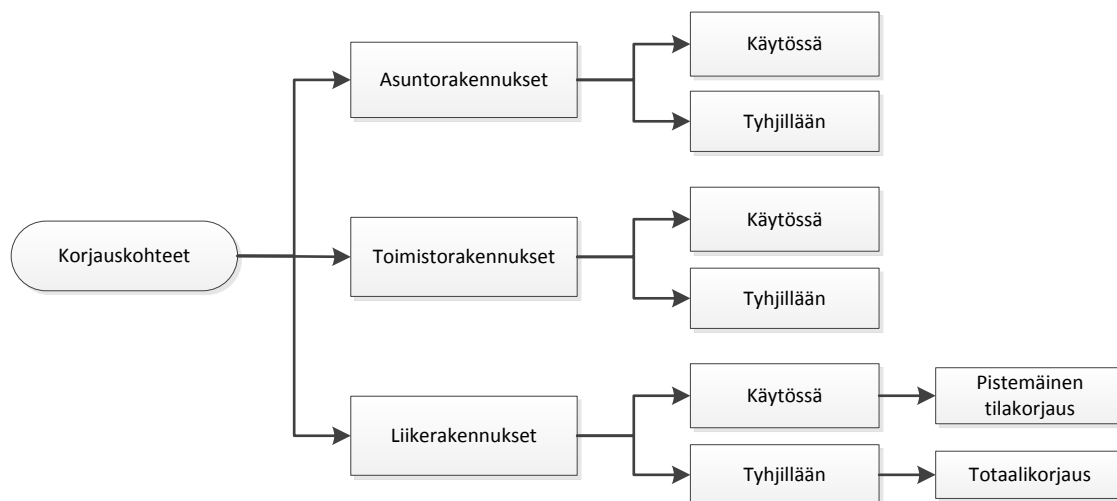 Korjauskohteet
Asuntorakennukset
Käytössä
Tyhjillään
Toimistorakennukset
Käytössä
Tyhjillään
Liikerakennukset
Käytössä
Pistemäinen
tilakorjaus
Tyhjillään
Totaalikorjaus